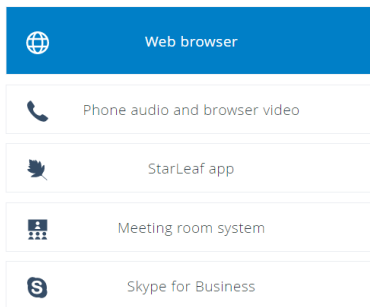 Web browser
Phone audio and browser video
StarLeaf app
Meeting room system
Skype for Business